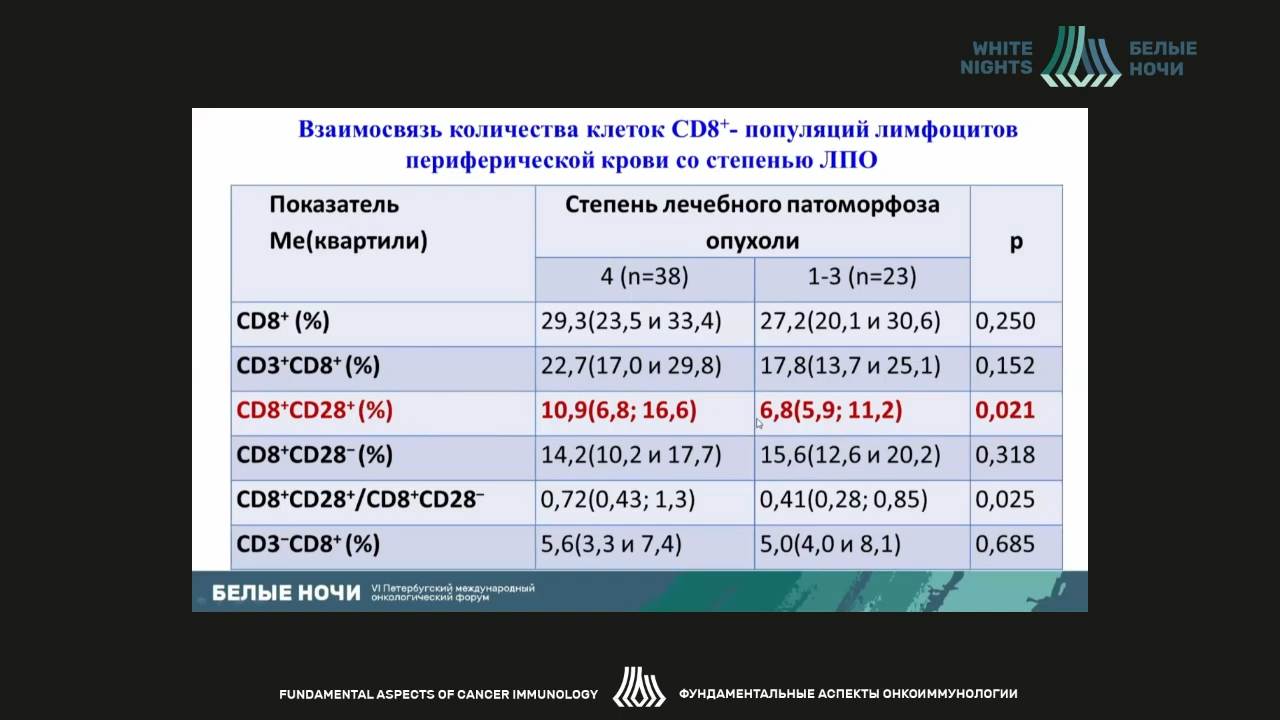 WHITE NIGHTS
БЕЛЫЕ НОЧИ
Взаимосвязь количества клеток CD8⁺- популяций лимфоцитов
периферической крови со степенью ЛПО
Показатель
Ме(квартили)
Степень лечебного патоморфоза
опухоли
p
4 (n=38)
1-3 (n=23)
CD8⁺ (%) 29,3(23,5 и 33,4) 27,2(20,1 и 30,6) 0,250
CD3⁺CD8⁺ (%) 22,7(17,0 и 29,8) 17,8(13,7 и 25,1) 0,152
CD8⁺CD28⁺ (%) 10,9(6,8; 16,6) 6,8(5,9; 11,2) 0,021
CD8⁺CD28⁻ (%) 14,2(10,2 и 17,7) 15,6(12,6 и 20,2) 0,318
CD8⁺CD28⁺/CD8⁺CD28⁻ 0,72(0,43; 1,3) 0,41(0,28; 0,85) 0,025
CD3⁻CD8⁺ (%) 5,6(3,3 и 7,4) 5,0(4,0 и 8,1) 0,685
БЕЛЫЕ НОЧИ
VI Петербургский международный
онкологический форум
FUNDAMENTAL ASPECTS OF CANCER IMMUNOLOGY
ФУНДАМЕНТАЛЬНЫЕ АСПЕКТЫ ОНКОИММУНОЛОГИИ